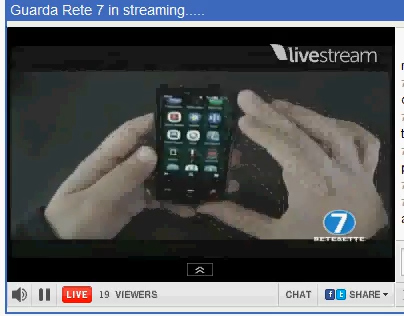 Guarda Rete 7 in streaming.....
livestream
7
RETESETTE
LIVE
19 VIEWERS
CHAT
f
t
SHARE